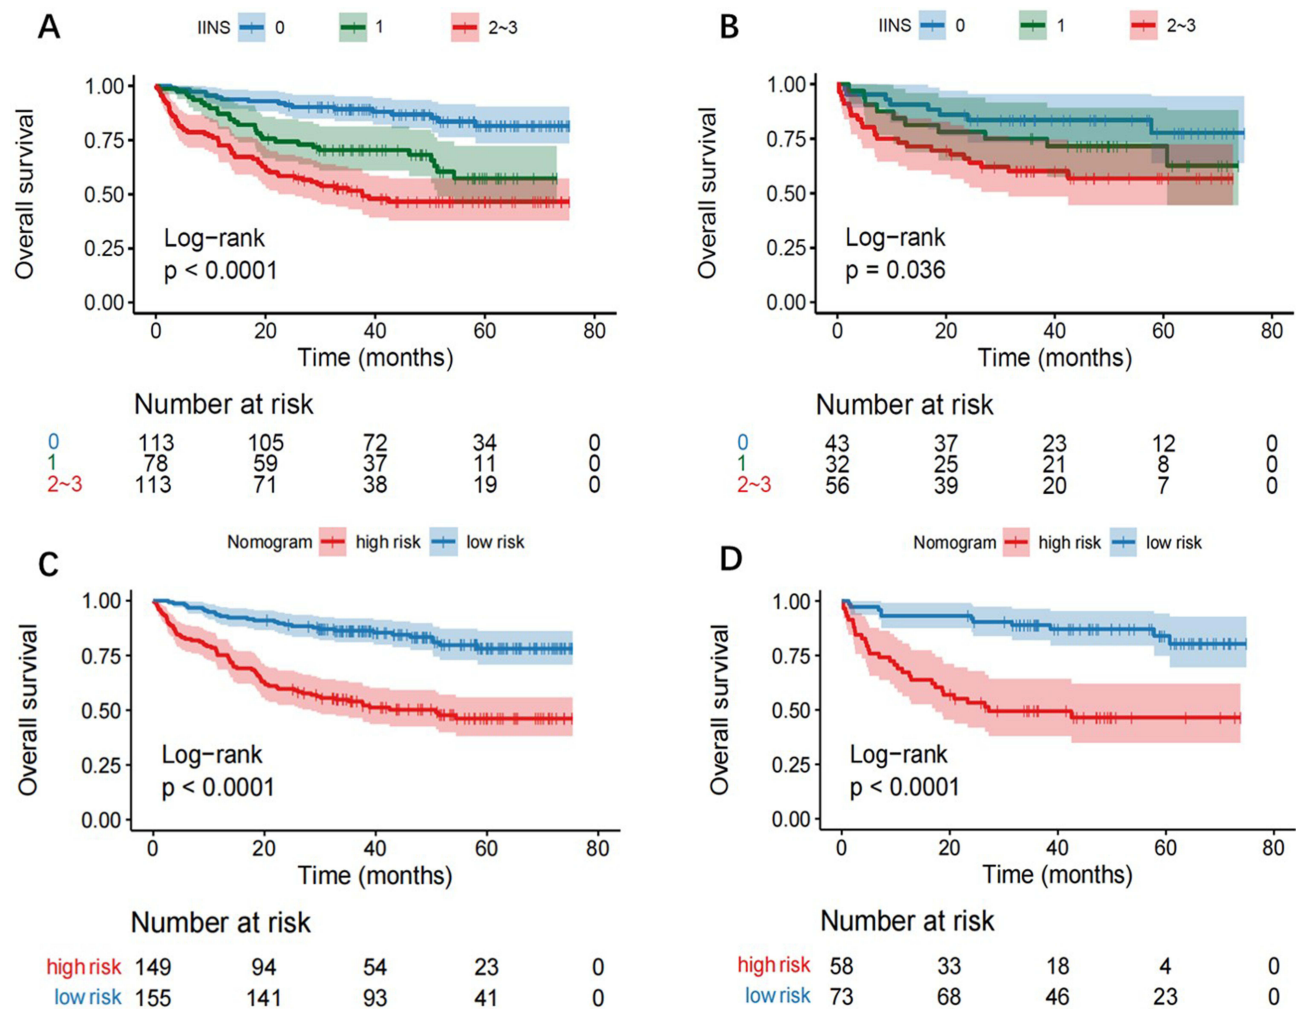 A
IINS 0 1 2~3
Overall survival
1.00
0.75
0.50
0.25
0.00
Log-rank
p < 0.0001
0 20 40 60 80
Time (months)
Number at risk
0 113 105 72 34 0
1 78 59 37 11 0
2~3 113 71 38 19 0
B
IINS 0 1 2~3
Overall survival
1.00
0.75
0.50
0.25
0.00
Log-rank
p = 0.036
0 20 40 60 80
Time (months)
Number at risk
0 43 37 23 12 0
1 32 25 21 8 0
2~3 56 39 20 7 0
C
Nomogram high risk low risk
Overall survival
1.00
0.75
0.50
0.25
0.00
Log-rank
p < 0.0001
0 20 40 60 80
Time (months)
Number at risk
high risk 149 94 54 23 0
low risk 155 141 93 41 0
D
Nomogram high risk low risk
Overall survival
1.00
0.75
0.50
0.25
0.00
Log-rank
p < 0.0001
0 20 40 60 80
Time (months)
Number at risk
high risk 58 33 18 4 0
low risk 73 68 46 23 0